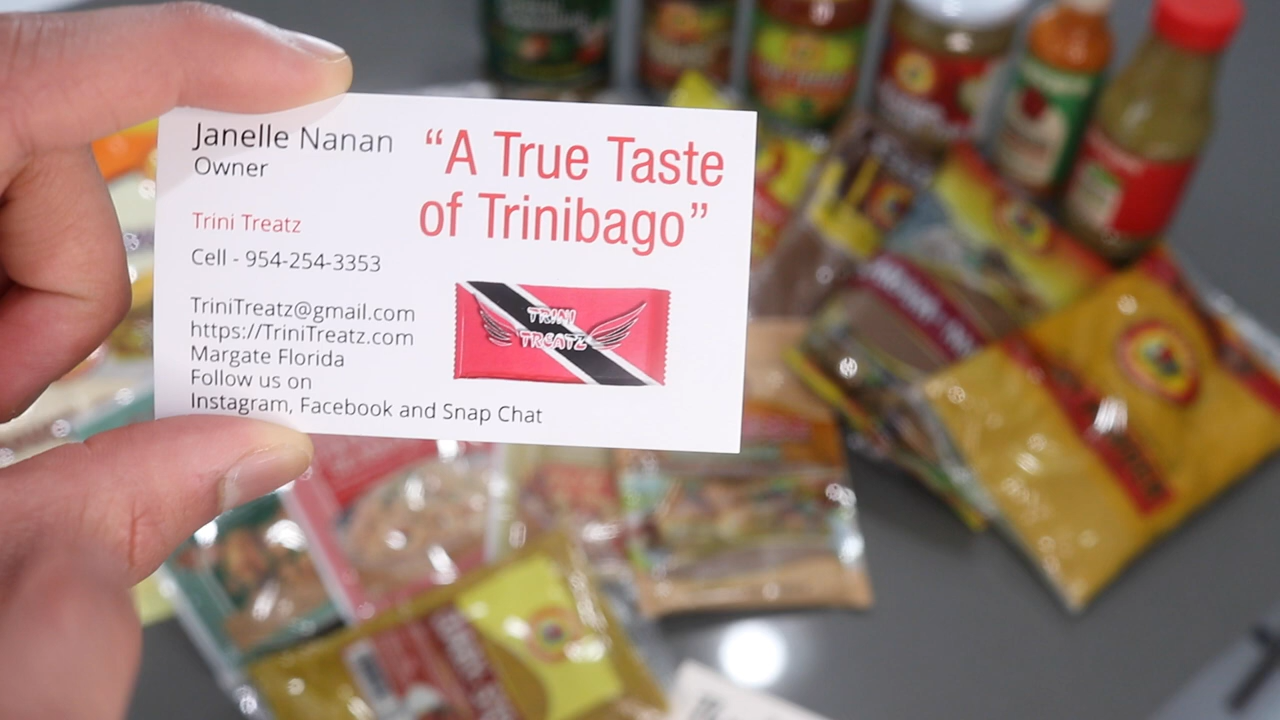 Janelle Nanan
Owner
"A True Taste
of Trinibago"
Trini Treatz
Cell - 954-254-3353
TriniTreatz@gmail.com
https://TriniTreatz.com
Margate Florida
Follow us on
Instagram, Facebook and Snap Chat
TRINI
TREATZ